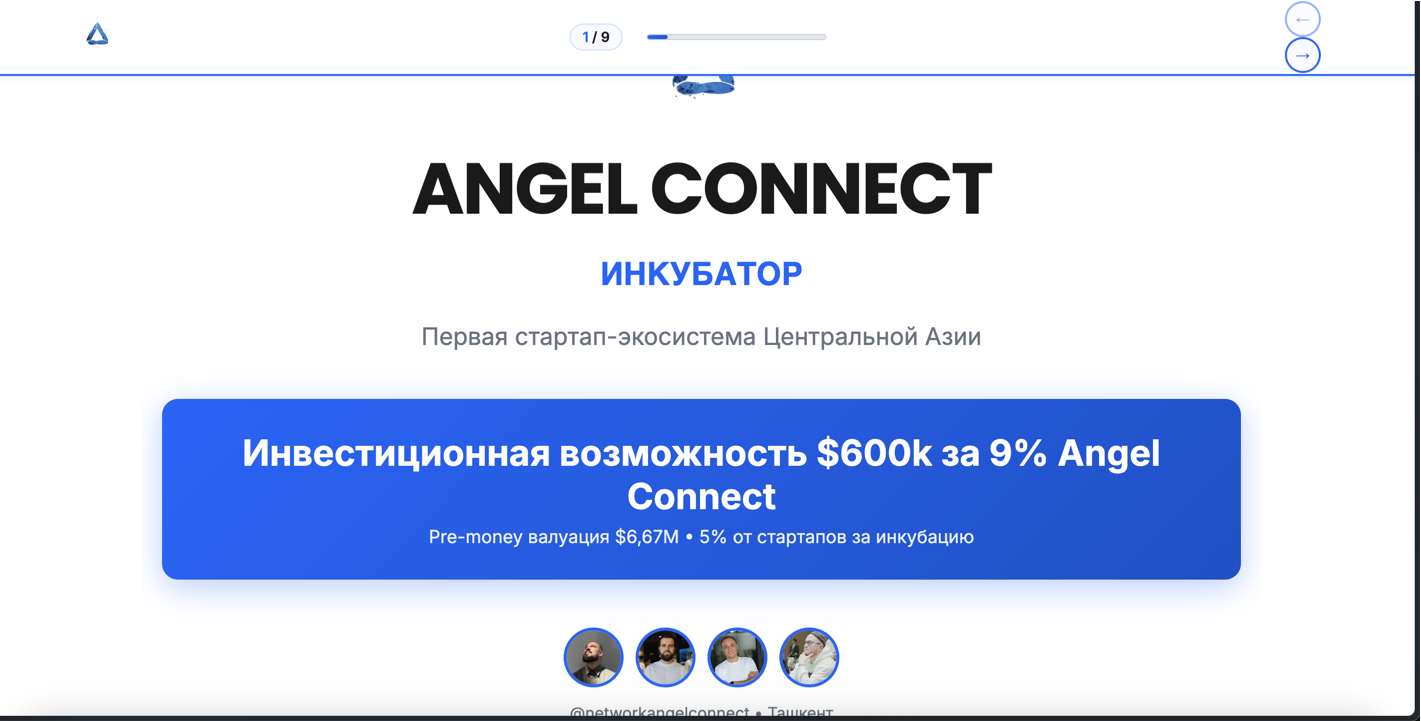 1 / 9
←
→
ANGEL CONNECT
ИНКУБАТОР
Первая стартап-экосистема Центральной Азии
Инвестиционная возможность $600k за 9% Angel
Connect
Pre-money валуация $6,67M • 5% от стартапов за инкубацию
@networkangelconnect • Ташкент